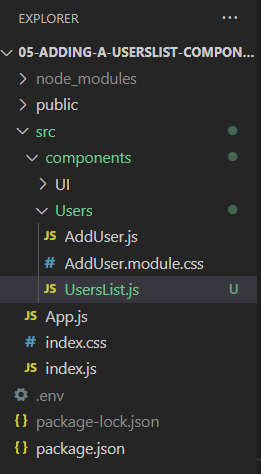 EXPLORER ...
05-ADDING-A-USERSLIST-COMPON...
node_modules
public
src
components
UI
Users
JS AddUser.js
# AddUser.module.css
JS UsersList.js U
JS App.js
# index.css
JS index.js
.env
{} package-lock.json
{} package.json